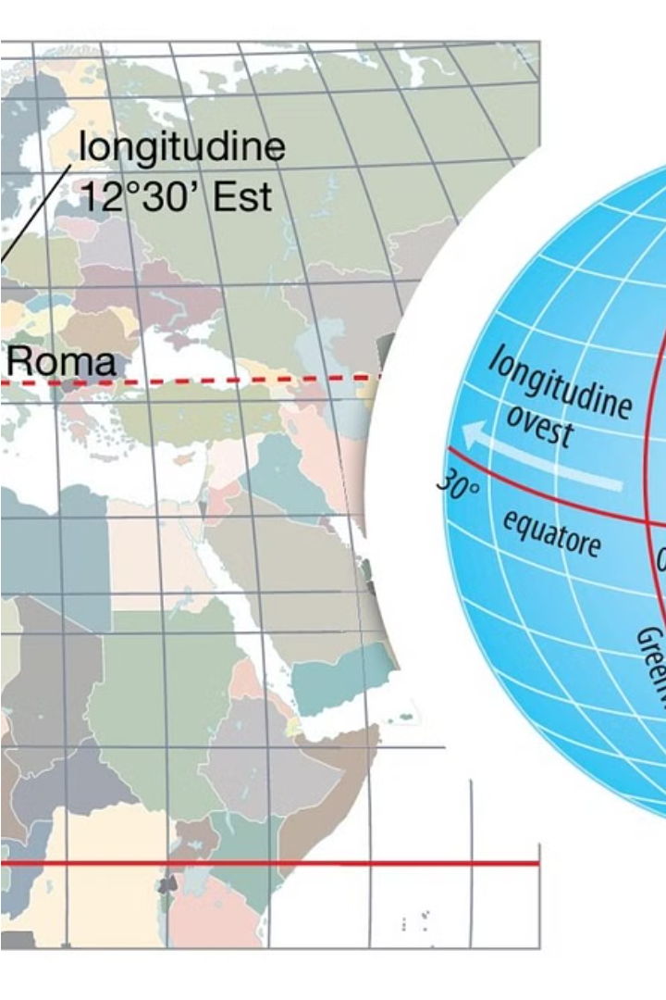 longitudine
12°30’ Est
Roma
longitudine
ovest
30°
equatore